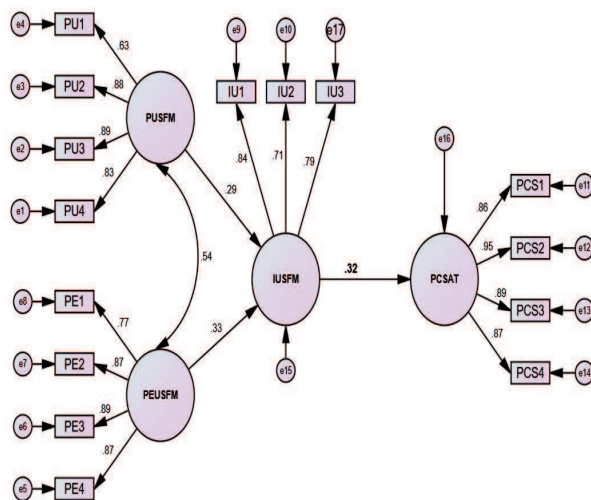 e4 PU1
.63
e3 PU2
.88
PUSFM
e2 PU3
.89
e1 PU4
.83
e9 e10 e17
IU1 IU2 IU3
.84 .71 .79
.29
.54
IUSFM
.32
e15
e16
PCSAT
.86
PCS1 e11
.95
PCS2 e12
.89
PCS3 e13
.87
PCS4 e14
e8 PE1
.77
.33
e7 PE2
.87
PEUSFM
e6 PE3
.89
e5 PE4
.87